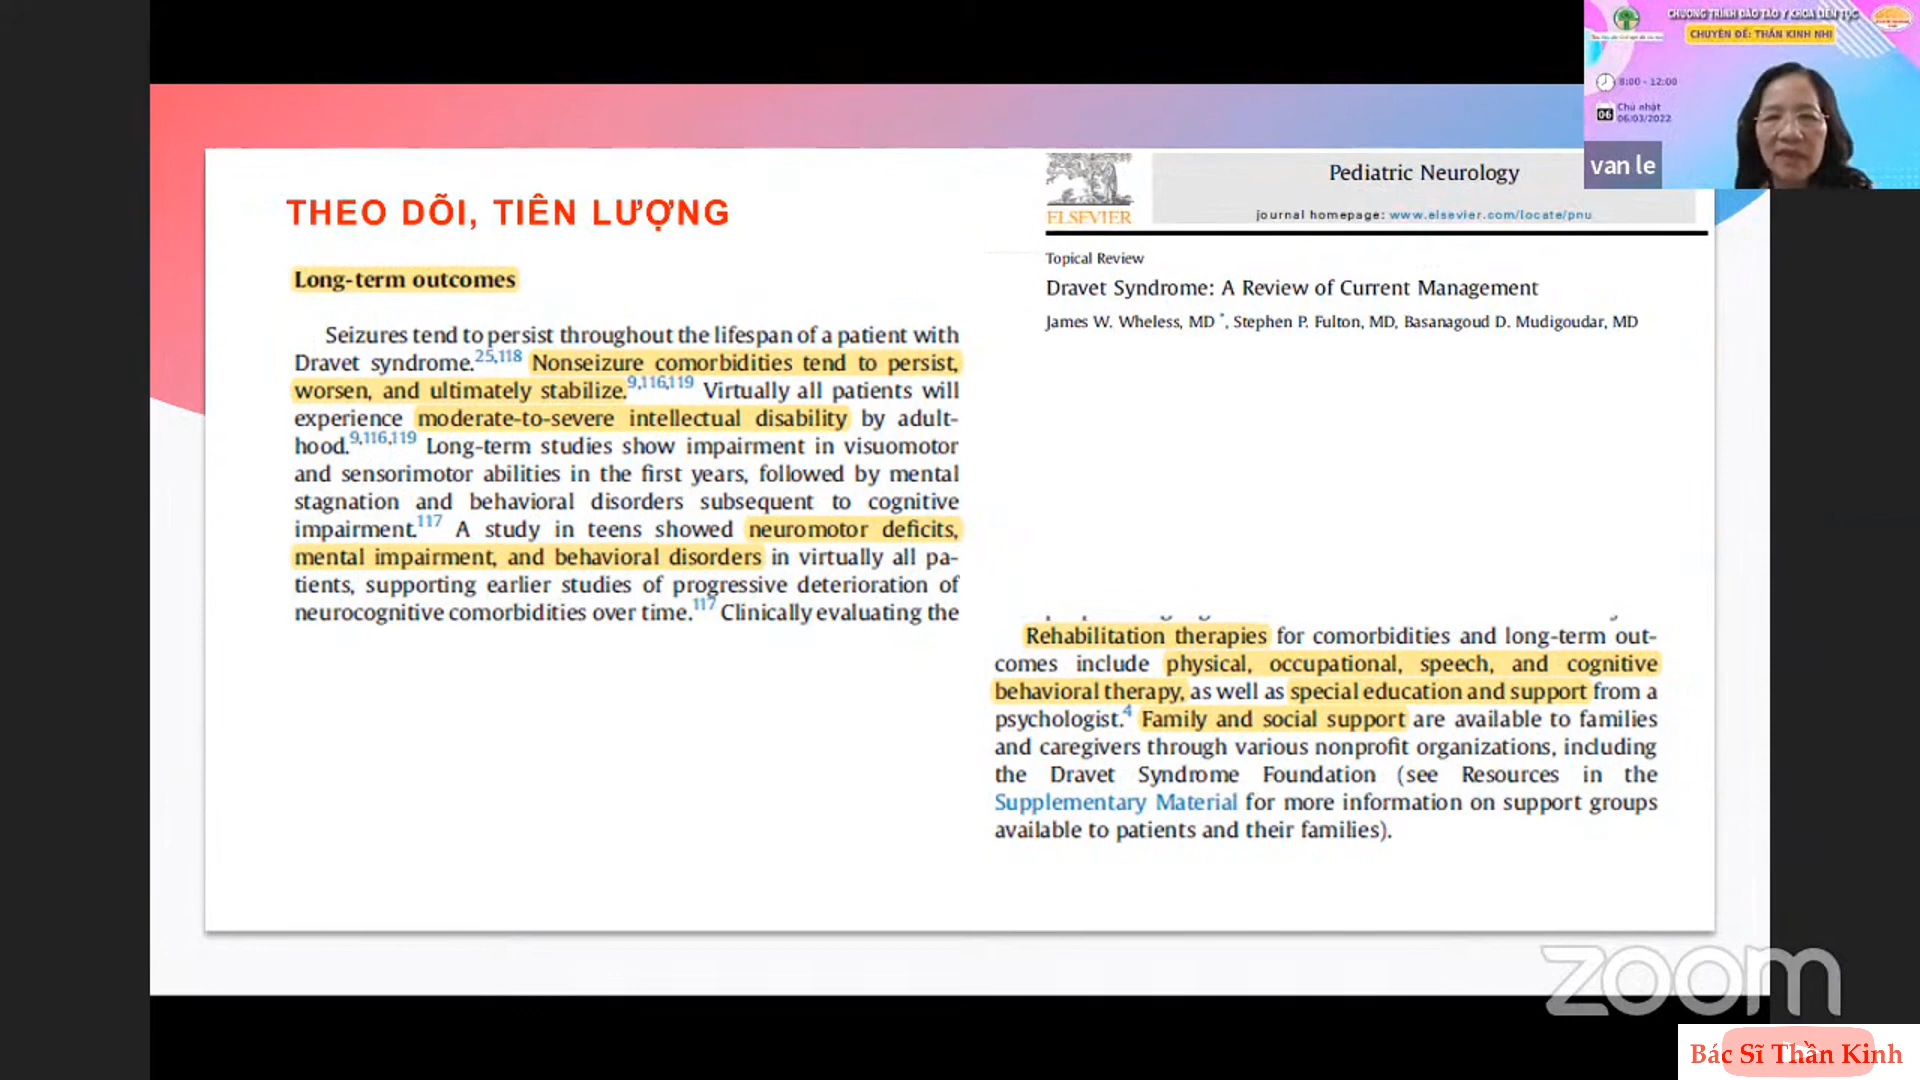 CHƯƠNG TRÌNH ĐÀO TẠO Y KHOA LIÊN TỤC
CHUYÊN ĐỀ: THẦN KINH NHI
8:00 - 12:00
06
Chủ nhật
06/03/2022
van le
THEO DÕI, TIÊN LƯỢNG
Long-term outcomes
Seizures tend to persist throughout the lifespan of a patient with
Dravet syndrome.25,118 Nonseizure comorbidities tend to persist,
worsen, and ultimately stabilize.9,116,119 Virtually all patients will
experience moderate-to-severe intellectual disability by adult-
hood.9,116,119 Long-term studies show impairment in visuomotor
and sensorimotor abilities in the first years, followed by mental
stagnation and behavioral disorders subsequent to cognitive
impairment.117 A study in teens showed neuromotor deficits,
mental impairment, and behavioral disorders in virtually all pa-
tients, supporting earlier studies of progressive deterioration of
neurocognitive comorbidities over time.117 Clinically evaluating the
ELSEVIER
Pediatric Neurology
journal homepage: www.elsevier.com/locate/pnu
Topical Review
Dravet Syndrome: A Review of Current Management
James W. Wheless, MD *, Stephen P. Fulton, MD, Basanagoud D. Mudigoudar, MD
Rehabilitation therapies for comorbidities and long-term out-
comes include physical, occupational, speech, and cognitive
behavioral therapy, as well as special education and support from a
psychologist.4 Family and social support are available to families
and caregivers through various nonprofit organizations, including
the Dravet Syndrome Foundation (see Resources in the
Supplementary Material for more information on support groups
available to patients and their families).
zoom
Bác Sĩ Thần Kinh